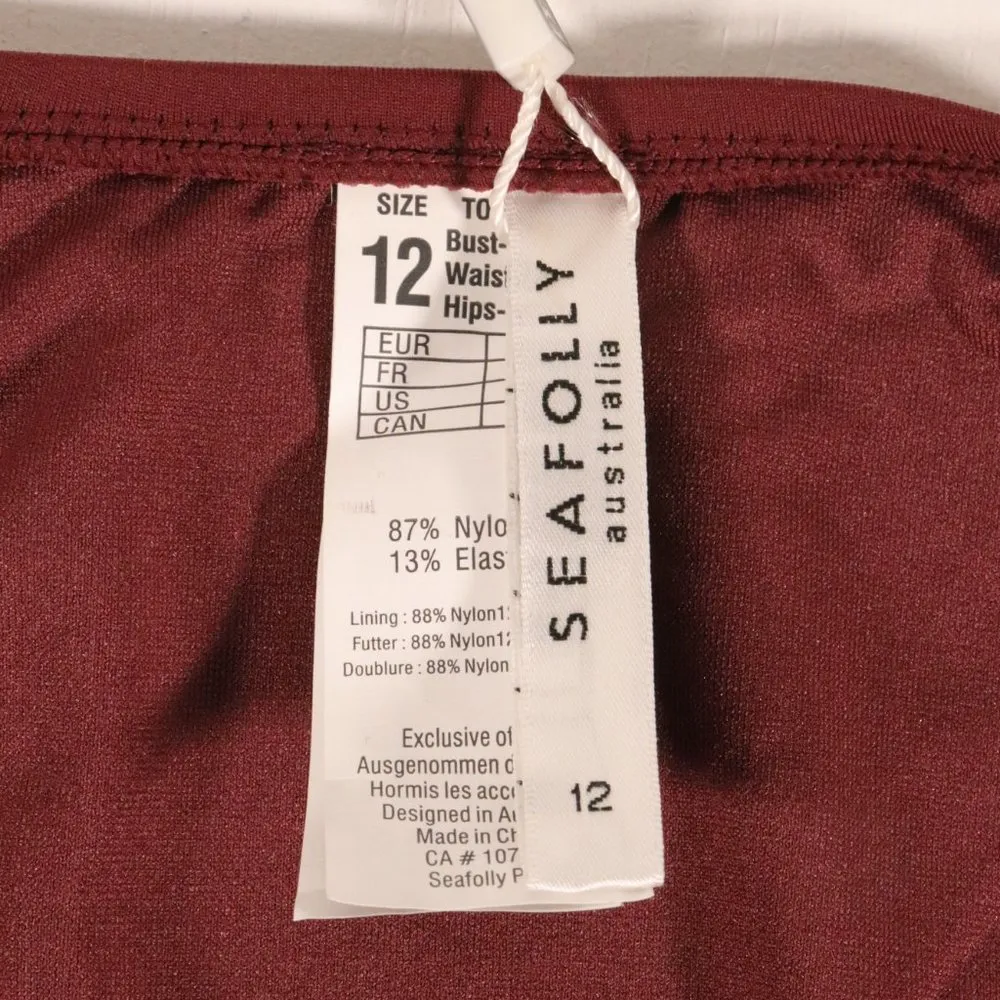 SIZE TO
12
Bust-
Waist
Hips-
EUR
FR
US
CAN
87% Nylo
13% Elas
Lining : 88% Nylon1
Futter : 88% Nylon12
Doublure : 88% Nylon
Exclusive of
Ausgenommen d
Hormis les acc
Designed in Au
Made in Ch
CA # 107
Seafolly P
SEAFOLLY
australia
12